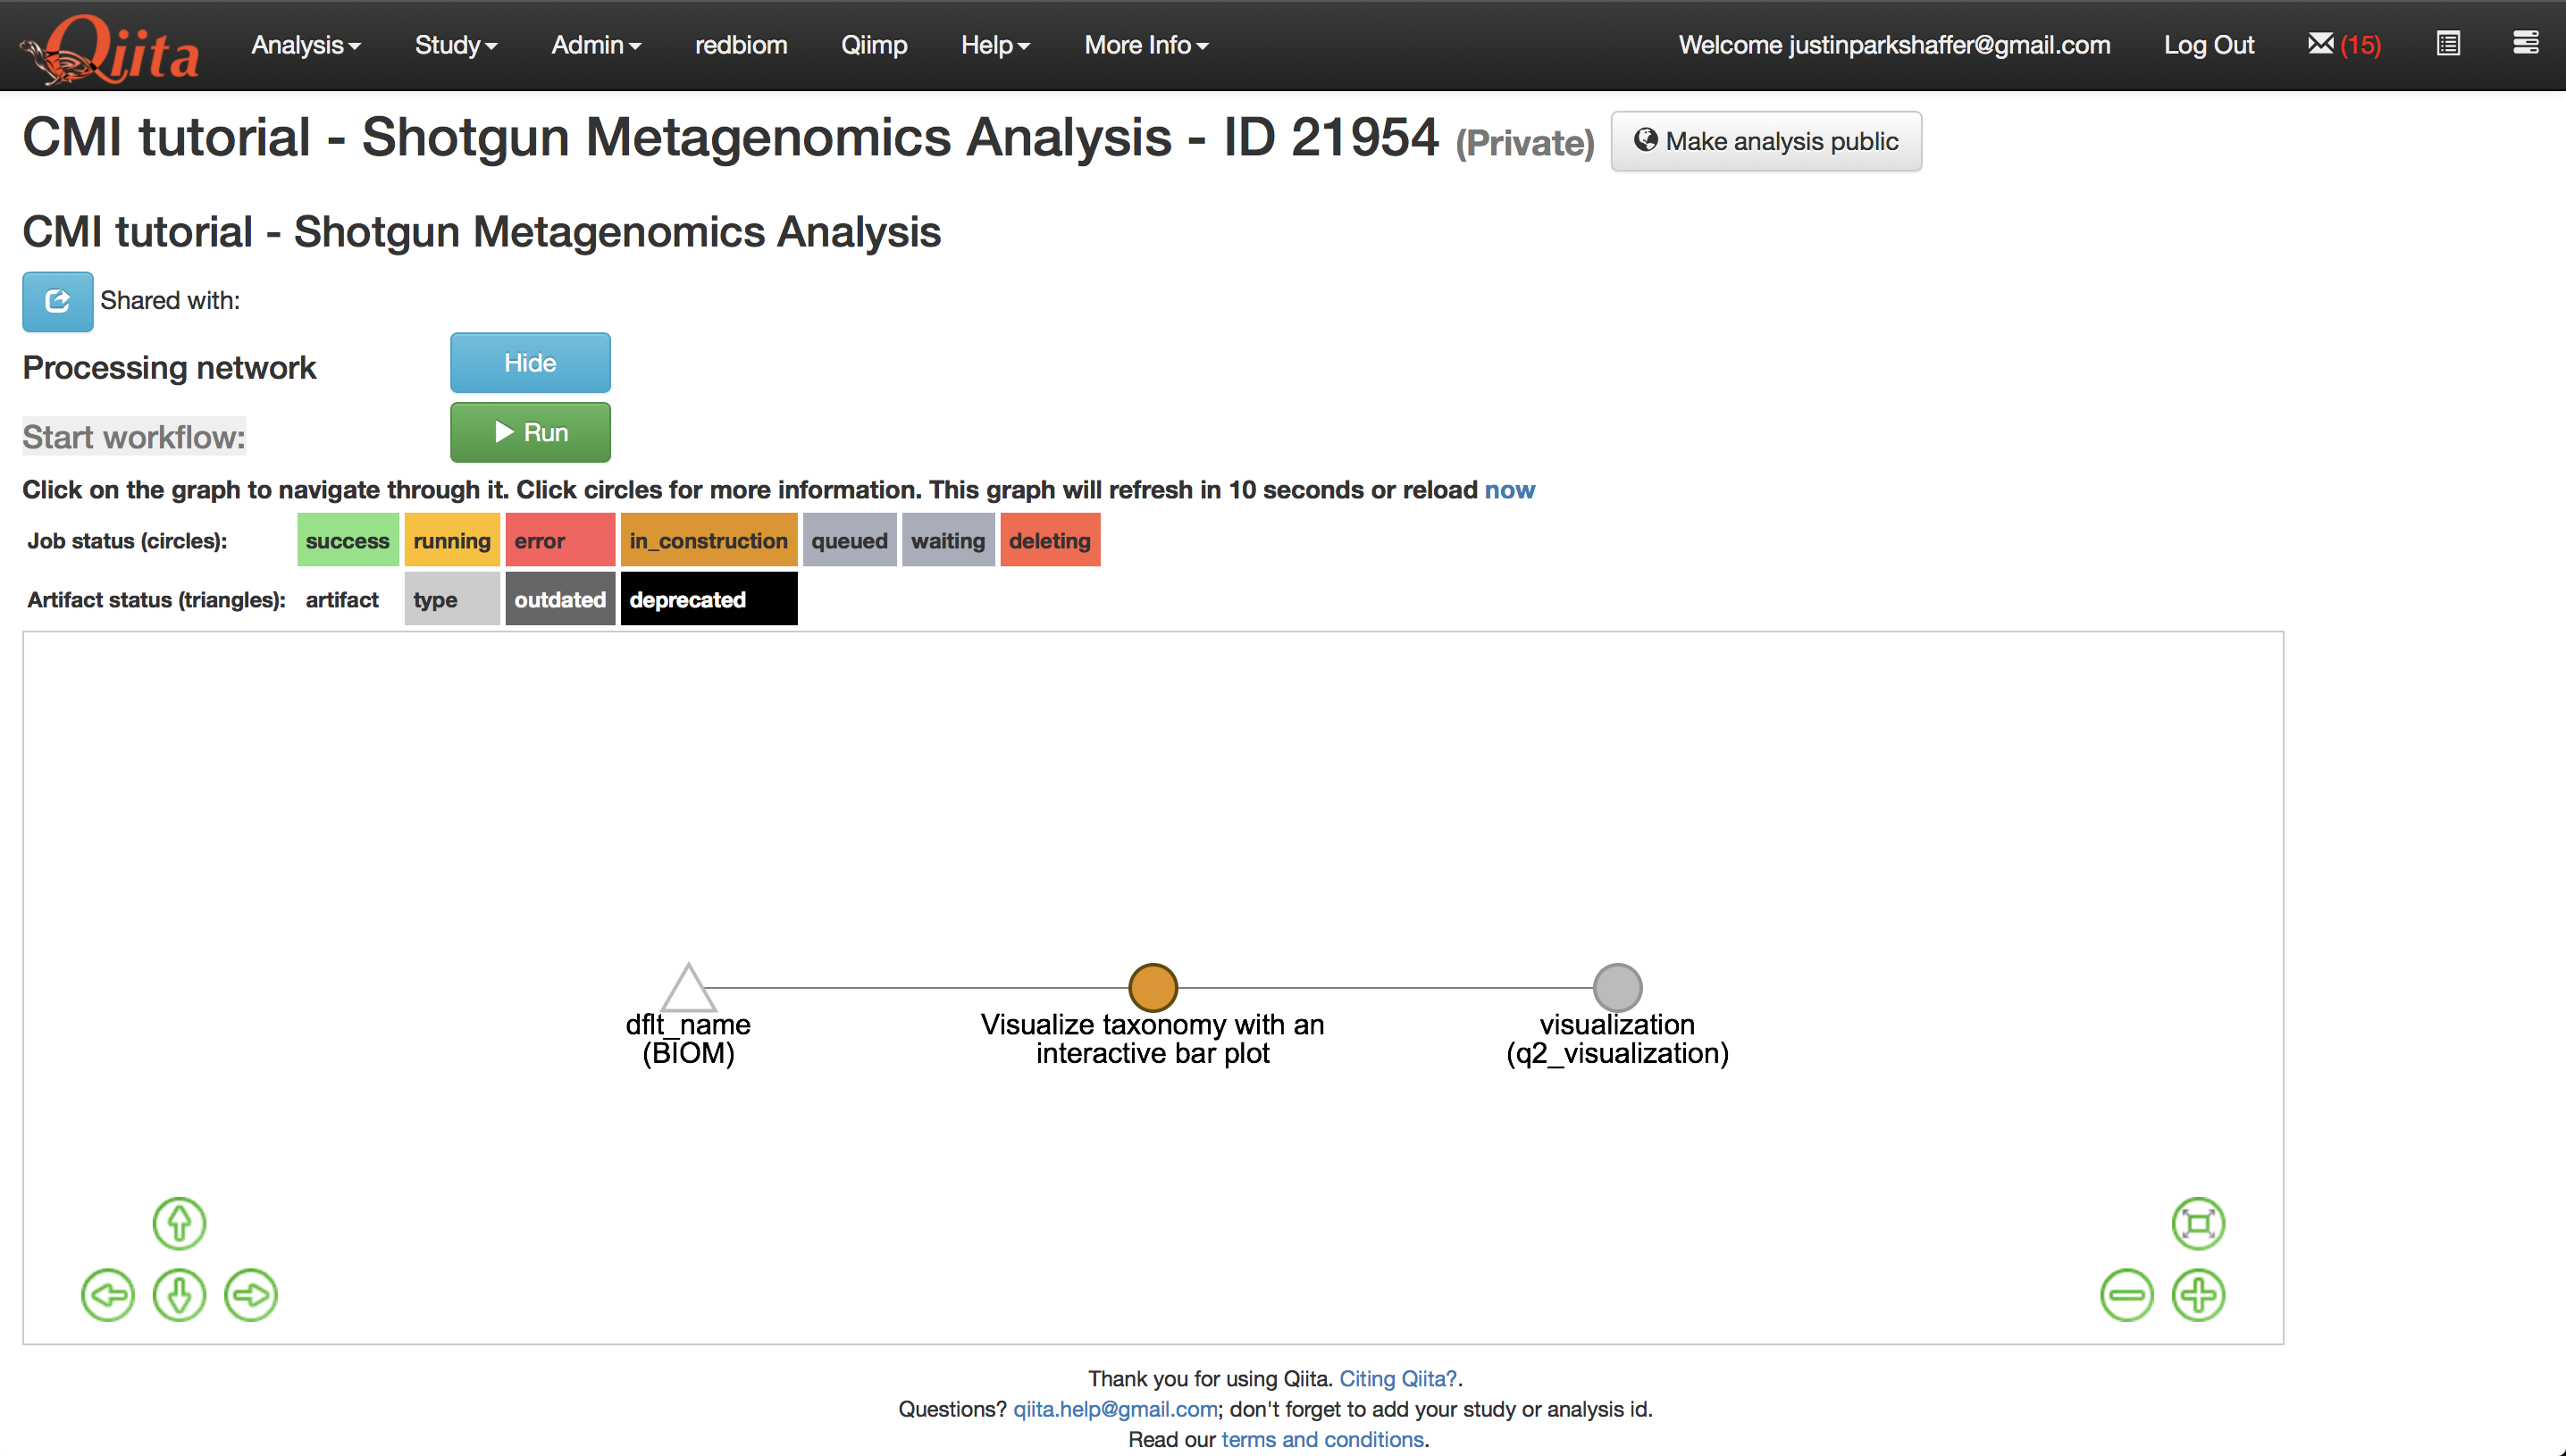 Qiita Analysis Study Admin redbiom Qiimp Help More Info Welcome justinparkshaffer@gmail.com Log Out (15)
CMI tutorial - Shotgun Metagenomics Analysis - ID 21954 (Private) Make analysis public
CMI tutorial - Shotgun Metagenomics Analysis
Shared with:
Processing network Hide
Start workflow: Run
Click on the graph to navigate through it. Click circles for more information. This graph will refresh in 10 seconds or reload now
Job status (circles): success running error in_construction queued waiting deleting
Artifact status (triangles): artifact type outdated deprecated
dflt_name
(BIOM)
Visualize taxonomy with an
interactive bar plot
visualization
(q2_visualization)
Thank you for using Qiita. Citing Qiita?.
Questions? qiita.help@gmail.com; don't forget to add your study or analysis id.
Read our terms and conditions.